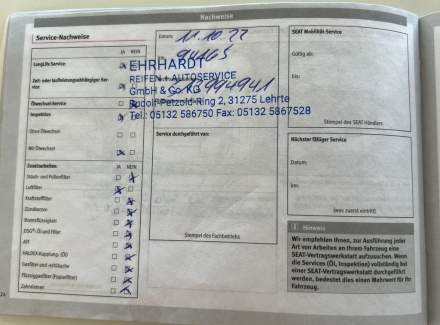 Nachweise
Service-Nachweise
JA NEIN
LongLife Service
Zeit- oder laufleistungsabhängiger Service
Ölwechsel-Service
Inspektion
Ohne Ölwechsel
Mit Ölwechsel
Zusatzarbeiten:
JA NEIN
Staub- und Pollenfilter
Luftfilter
Kraftstofffilter
Zündkerzen
Bremsflüssigkeit
DSG®: Öl und Filter
ATF
HALDEX-Kupplung: (Öl)
Zahnriemen
Datum: 11.10.22
94465
EHRHARDT
REIFEN + AUTOSERVICE
GmbH & Co. KG
Rudolf-Petzold-Ring 2, 31275 Lehrte
Tel.: 05132 586750 Fax: 05132 5867528
Service durchgeführt von:
Stempel des Fachbetriebs
SEAT Mobilität-Service
Gültig ab:
bis:
Stempel des SEAT Händlers
Nächster fälliger Service
Datum:
km:
(was zuerst eintrifft)
Hinweis
Wir empfehlen Ihnen, zur Ausführung jeder
Art von Arbeiten an Ihrem Fahrzeug eine
SEAT-Vertragswerkstatt aufzusuchen. Wenn
die Services (Öl, Inspektion) vollständig bei
einer SEAT-Vertragswerkstatt durchgeführt
werden, bedeutet dies einen Mehrwert für Ihr
Fahrzeug.